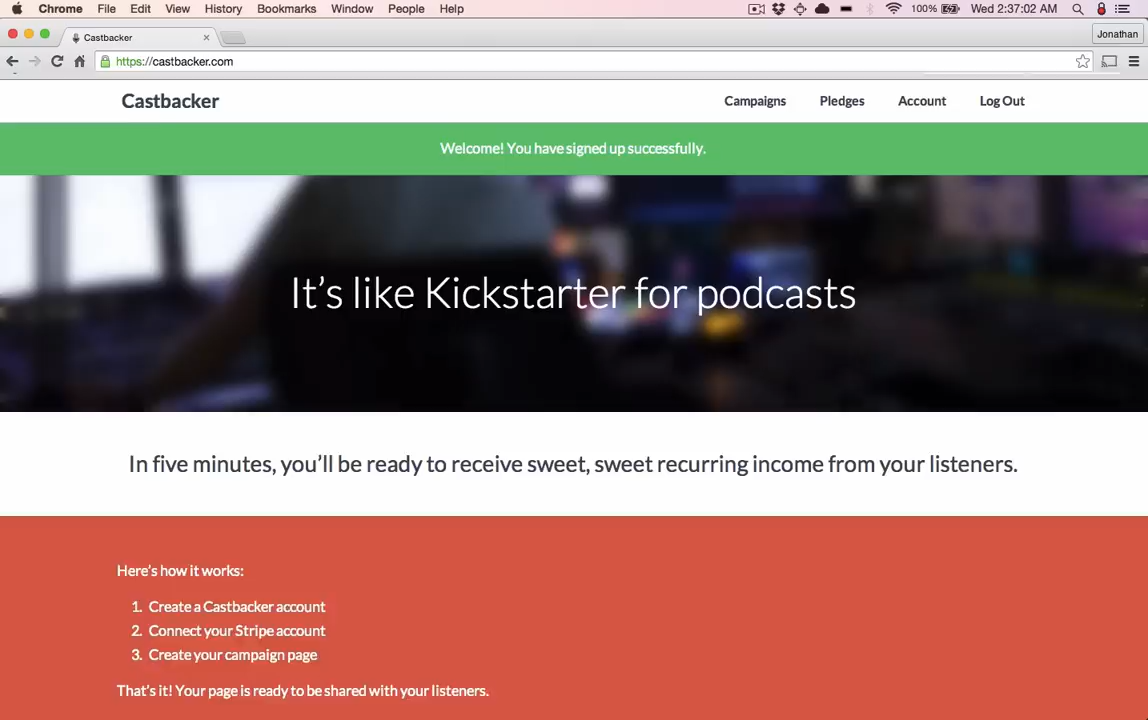 Chrome File Edit View History Bookmarks Window People Help 100% Wed 2:37:02 AM
Castbacker Jonathan
https://castbacker.com
Castbacker Campaigns Pledges Account Log Out
Welcome! You have signed up successfully.
It’s like Kickstarter for podcasts
In five minutes, you’ll be ready to receive sweet, sweet recurring income from your listeners.
Here’s how it works:
1. Create a Castbacker account
2. Connect your Stripe account
3. Create your campaign page
That’s it! Your page is ready to be shared with your listeners.